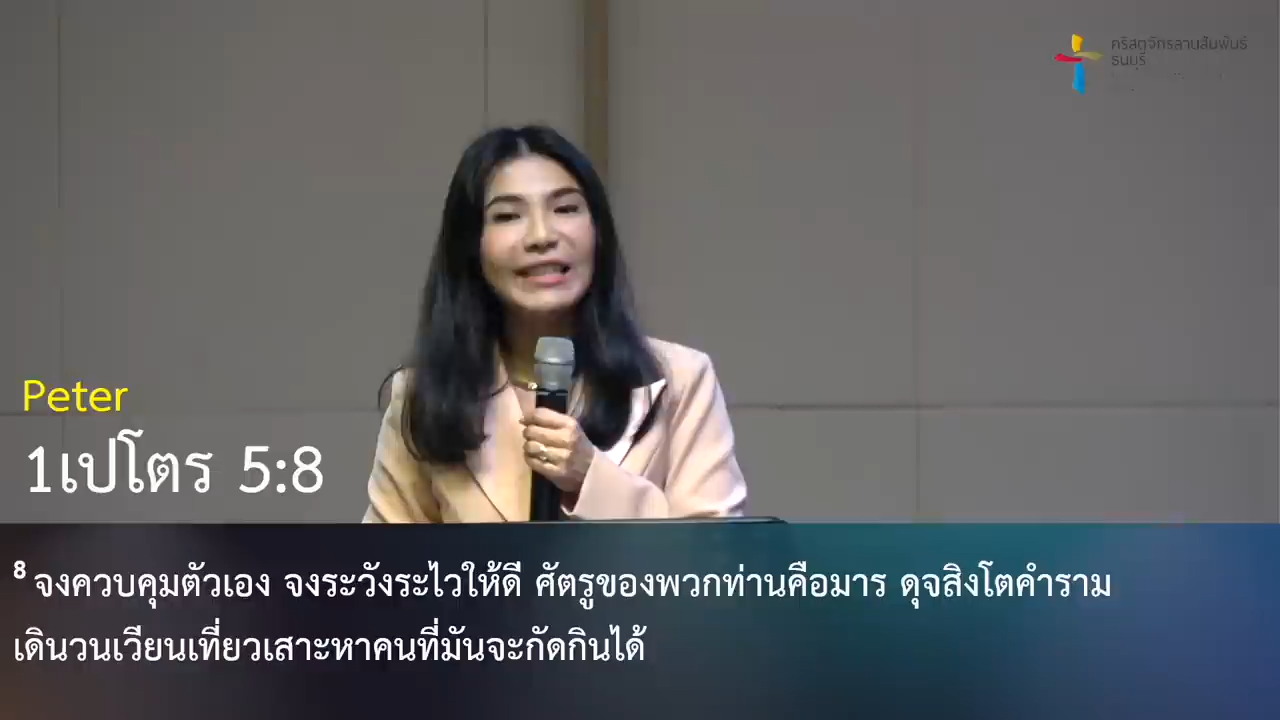 คริสตจักรสานสัมพันธ์
ธนบุรี
Peter
1เปโตร 5:8
8 จงควบคุมตัวเอง จงระวังระไวให้ดี ศัตรูของพวกท่านคือมาร ดุจสิงโตคำราม
เดินวนเวียนเที่ยวเสาะหาคนที่มันจะกัดกินได้